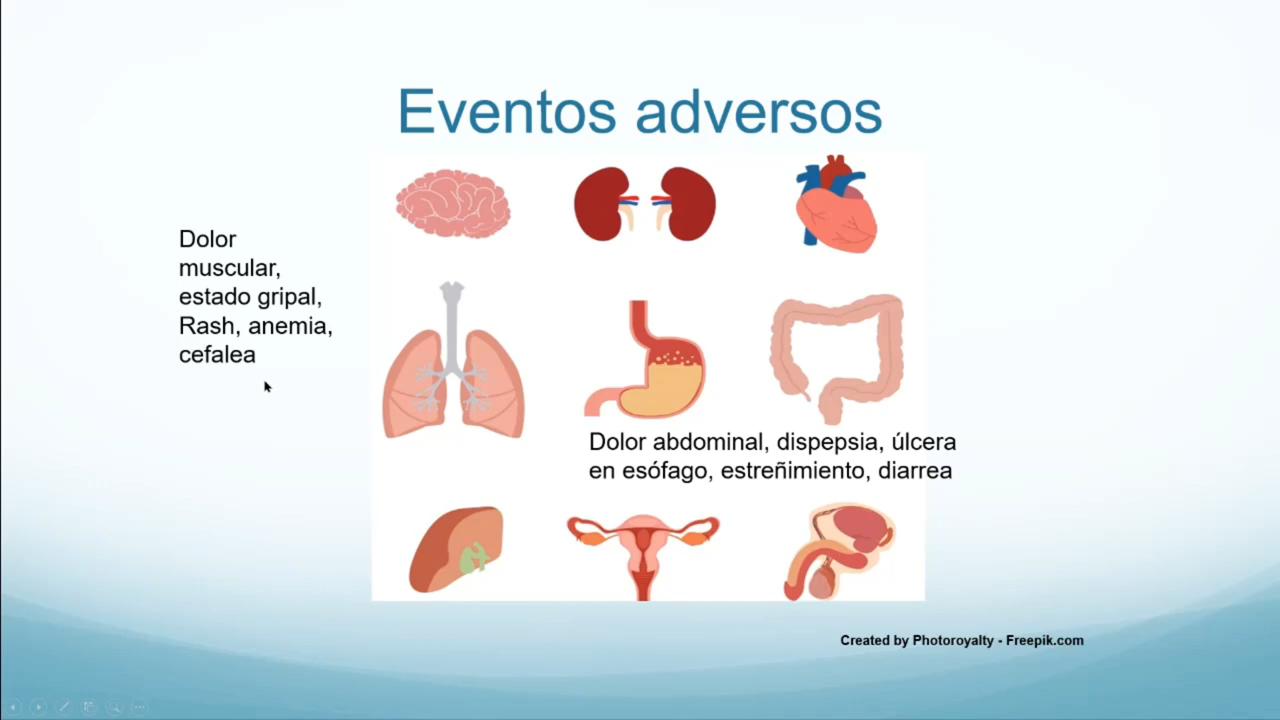 Eventos adversos
Dolor
muscular,
estado gripal,
Rash, anemia,
cefalea
Dolor abdominal, dispepsia, úlcera
en esófago, estreñimiento, diarrea
Created by Photoroyalty - Freepik.com